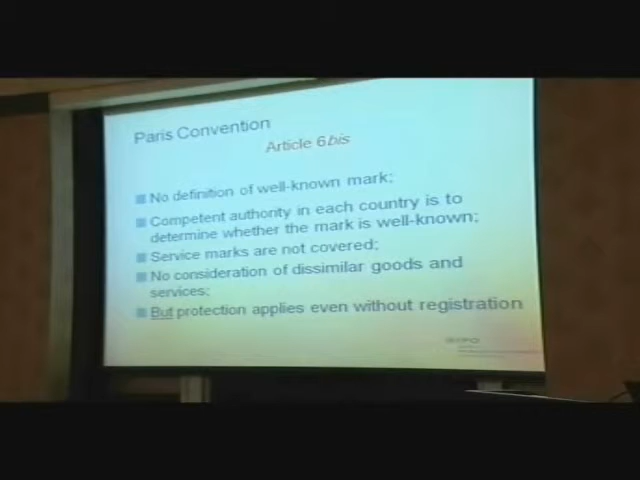 Paris Convention
Article 6bis
No definition of well-known mark;
Competent authority in each country is to
determine whether the mark is well-known;
Service marks are not covered;
No consideration of dissimilar goods and
services;
But protection applies even without registration